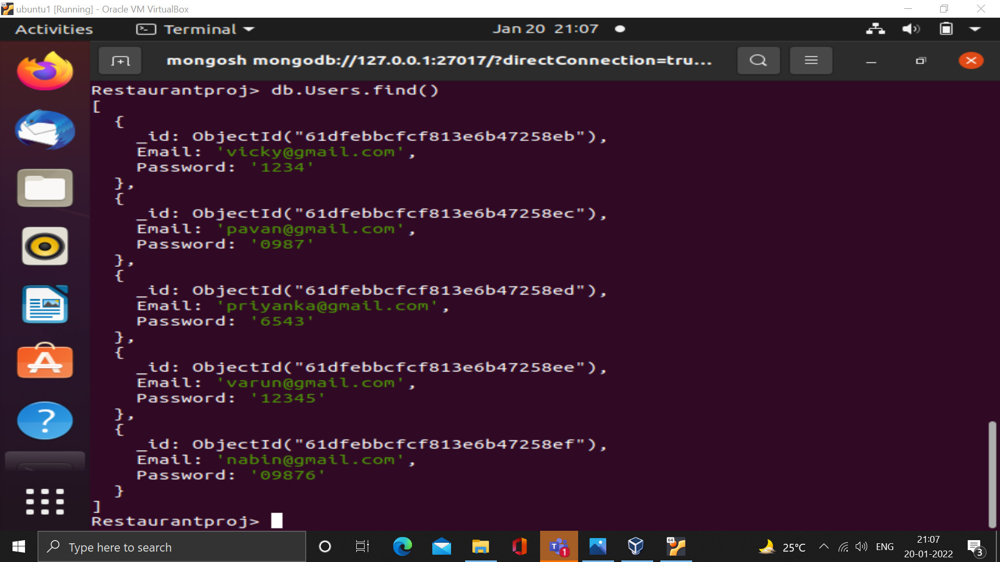 ubuntu1 [Running] - Oracle VM VirtualBox
Activities Terminal Jan 20 21:07
mongosh mongodb://127.0.0.1:27017/?directConnection=tru...
Restaurantproj> db.Users.find()
[
  {
    _id: ObjectId("61dfebbcfcf813e6b47258eb"),
    Email: 'vicky@gmail.com',
    Password: '1234'
  },
  {
    _id: ObjectId("61dfebbcfcf813e6b47258ec"),
    Email: 'pavan@gmail.com',
    Password: '0987'
  },
  {
    _id: ObjectId("61dfebbcfcf813e6b47258ed"),
    Email: 'priyanka@gmail.com',
    Password: '6543'
  },
  {
    _id: ObjectId("61dfebbcfcf813e6b47258ee"),
    Email: 'varun@gmail.com',
    Password: '12345'
  },
  {
    _id: ObjectId("61dfebbcfcf813e6b47258ef"),
    Email: 'nabin@gmail.com',
    Password: '09876'
  }
]
Restaurantproj>
Type here to search 1 64 25°C ENG 21:07
20-01-2022 3